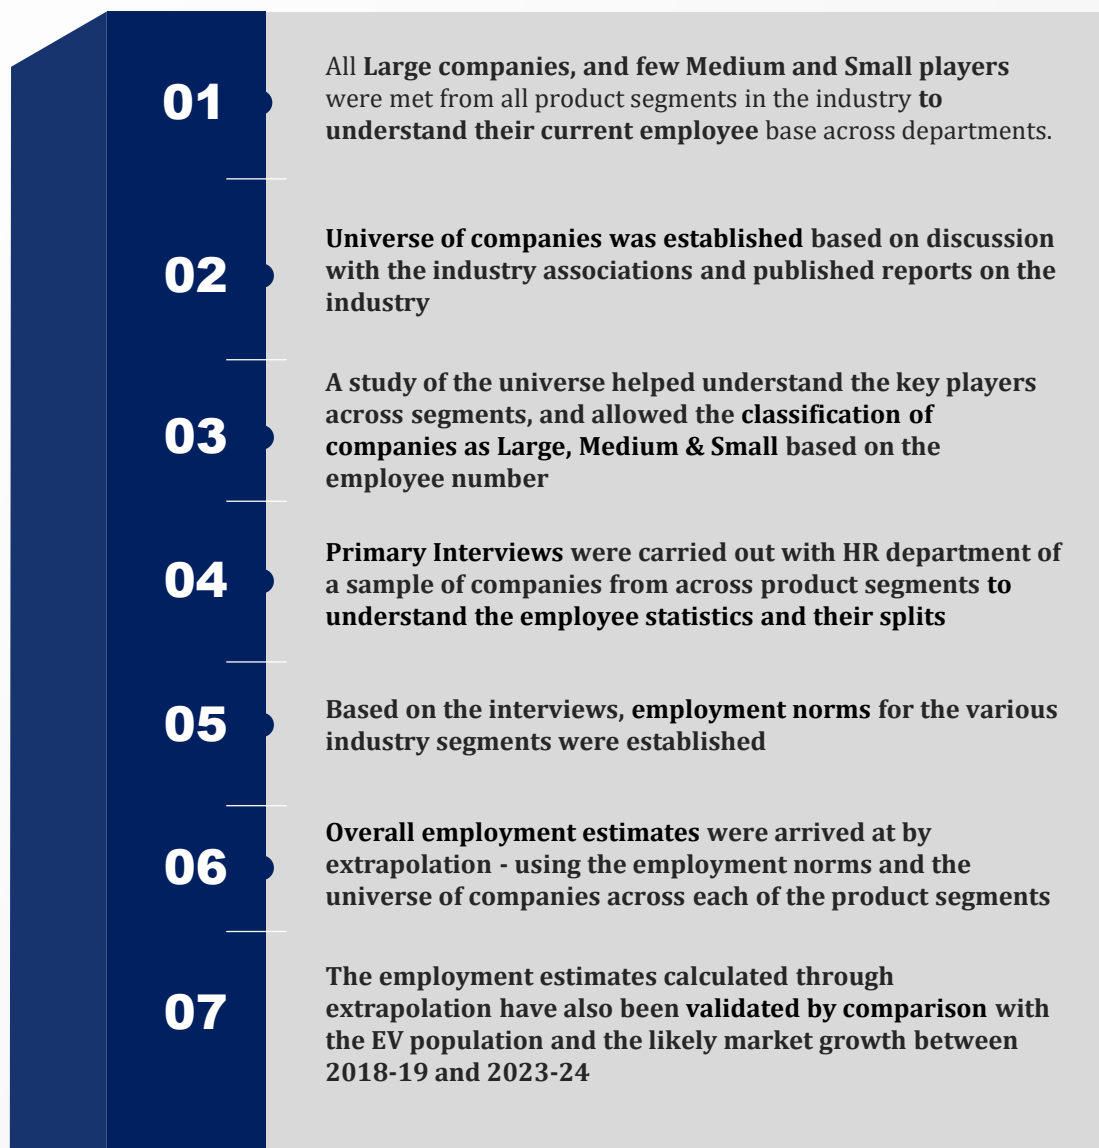 01
All Large companies, and few Medium and Small players
were met from all product segments in the industry to
understand their current employee base across departments.
02
Universe of companies was established based on discussion
with the industry associations and published reports on the
industry
03
A study of the universe helped understand the key players
across segments, and allowed the classification of
companies as Large, Medium & Small based on the
employee number
04
Primary Interviews were carried out with HR department of
a sample of companies from across product segments to
understand the employee statistics and their splits
05
Based on the interviews, employment norms for the various
industry segments were established
06
Overall employment estimates were arrived at by
extrapolation - using the employment norms and the
universe of companies across each of the product segments
07
The employment estimates calculated through
extrapolation have also been validated by comparison with
the EV population and the likely market growth between
2018-19 and 2023-24